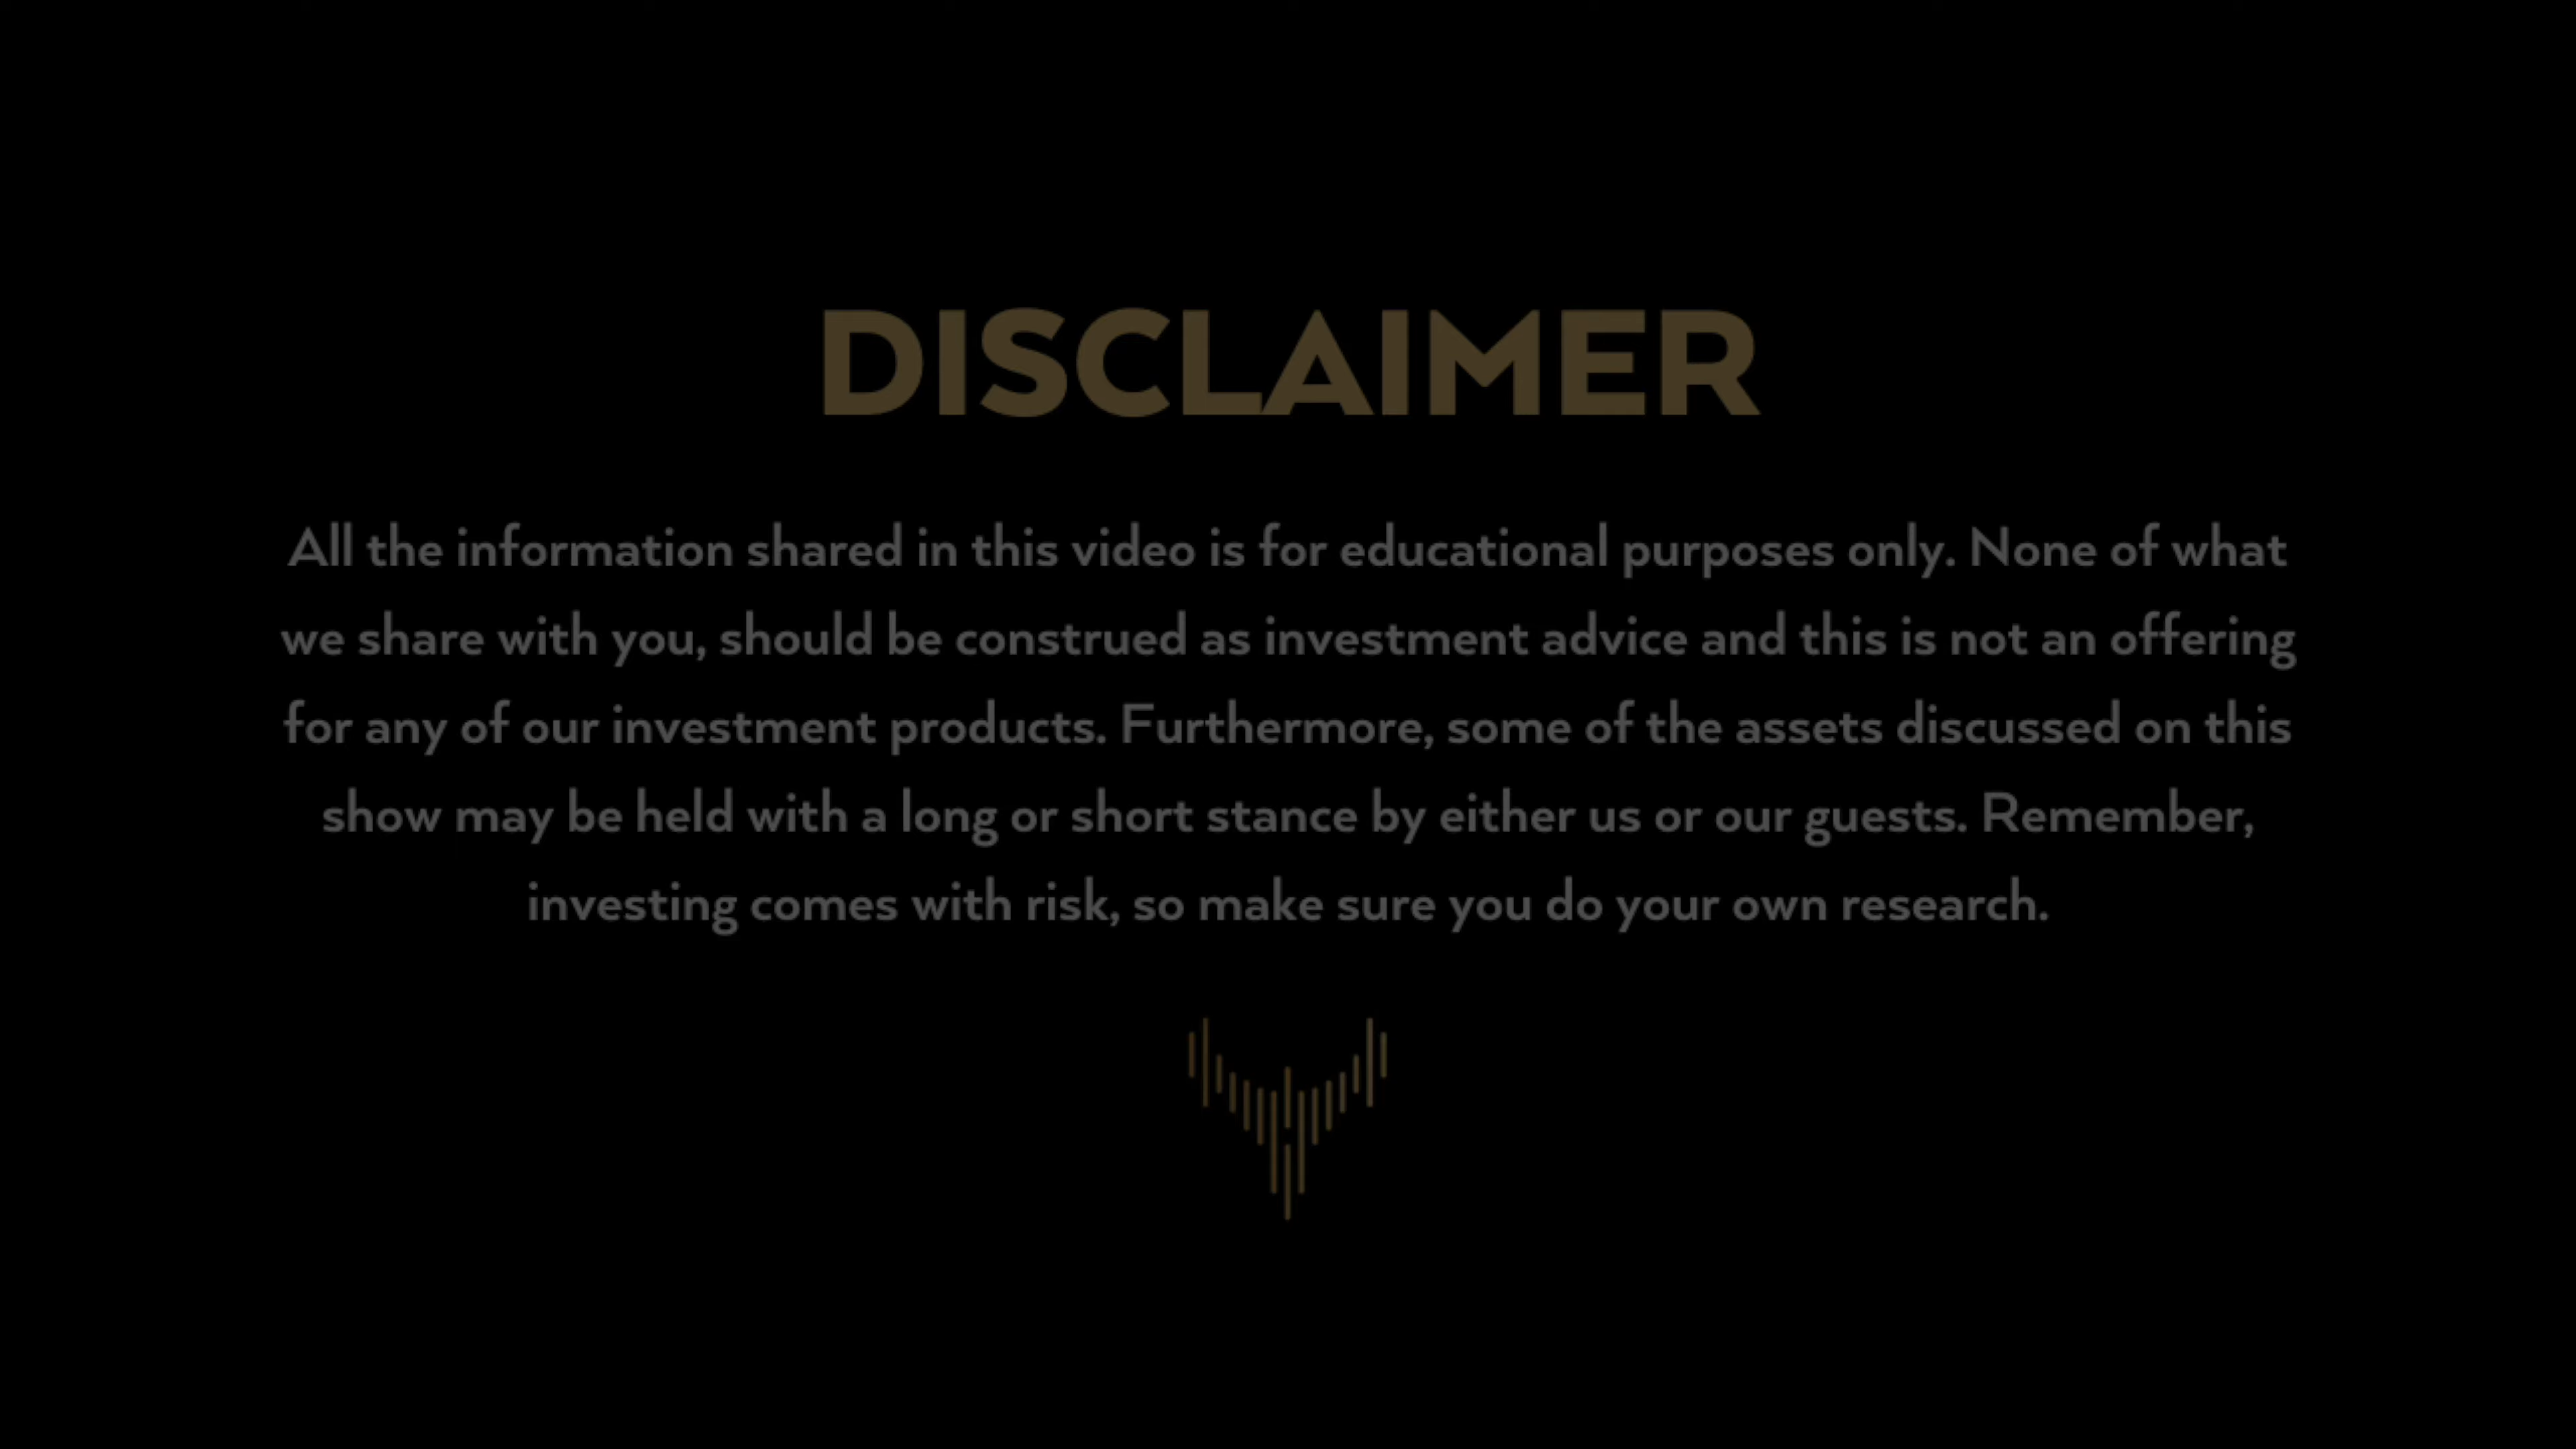 DISCLAIMER
All the information shared in this video is for educational purposes only. None of what
we share with you, should be construed as investment advice and this is not an offering
for any of our investment products. Furthermore, some of the assets discussed on this
show may be held with a long or short stance by either us or our guests. Remember,
investing comes with risk, so make sure you do your own research.